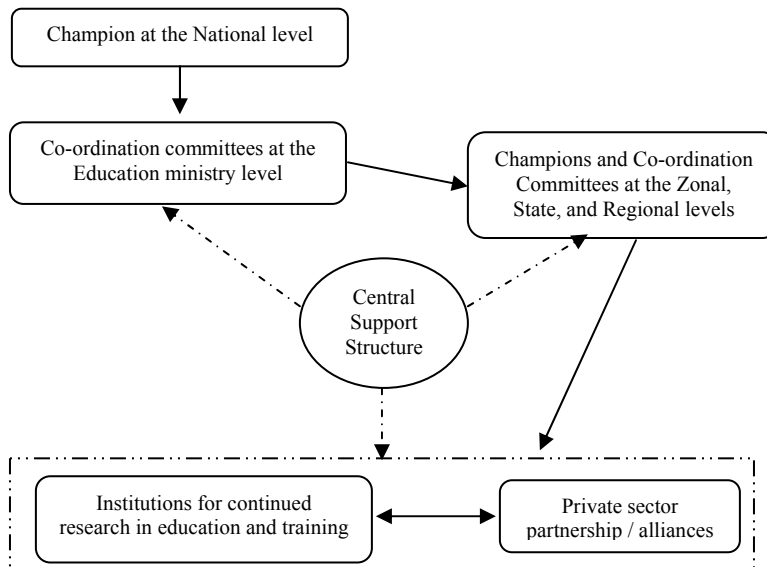 Champion at the National level
Co-ordination committees at the
Education ministry level
Champions and Co-ordination
Committees at the Zonal,
State, and Regional levels
Central
Support
Structure
Institutions for continued
research in education and training
Private sector
partnership / alliances